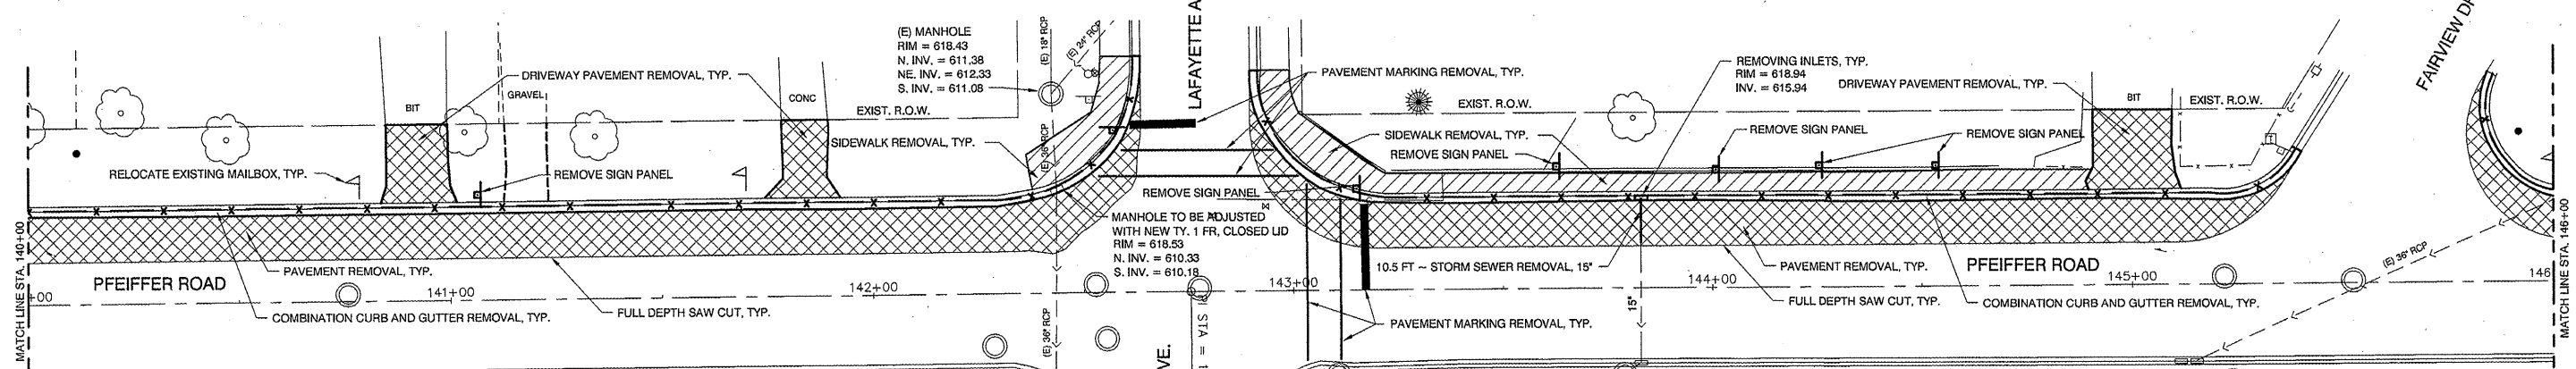 MATCH LINE STA. 140+00
RELOCATE EXISTING MAILBOX, TYP.
PFEIFFER ROAD
+00
PAVEMENT REMOVAL, TYP.
COMBINATION CURB AND GUTTER REMOVAL, TYP.
BIT
DRIVEWAY PAVEMENT REMOVAL, TYP.
GRAVEL
REMOVE SIGN PANEL
141+00
FULL DEPTH SAW CUT, TYP.
CONC
EXIST. R.O.W.
SIDEWALK REMOVAL, TYP.
142+00
(E) MANHOLE
RIM = 618.43
N. INV. = 611.38
NE. INV. = 612.33
S. INV. = 611.08
(E) 18" RCP
(E) 24" RCP
(E) 36" RCP
(E) 36" RCP
LAFAYETTE A
REMOVE SIGN PANEL
MANHOLE TO BE ADJUSTED
WITH NEW TY. 1 FR, CLOSED LID
RIM = 618.53
N. INV. = 610.33
S. INV. = 610.18
VE.
STA = 1
143+00
PAVEMENT MARKING REMOVAL, TYP.
SIDEWALK REMOVAL, TYP.
REMOVE SIGN PANEL
EXIST. R.O.W.
10.5 FT ~ STORM SEWER REMOVAL, 15"
PAVEMENT MARKING REMOVAL, TYP.
15"
REMOVING INLETS, TYP.
RIM = 618.94
INV. = 615.94
DRIVEWAY PAVEMENT REMOVAL, TYP.
REMOVE SIGN PANEL
REMOVE SIGN PANEL
BIT
EXIST. R.O.W.
144+00
PAVEMENT REMOVAL, TYP.
FULL DEPTH SAW CUT, TYP.
PFEIFFER ROAD
COMBINATION CURB AND GUTTER REMOVAL, TYP.
145+00
(E) 36" RCP
FAIRVIEW DR
146
MATCH LINE STA. 146+00